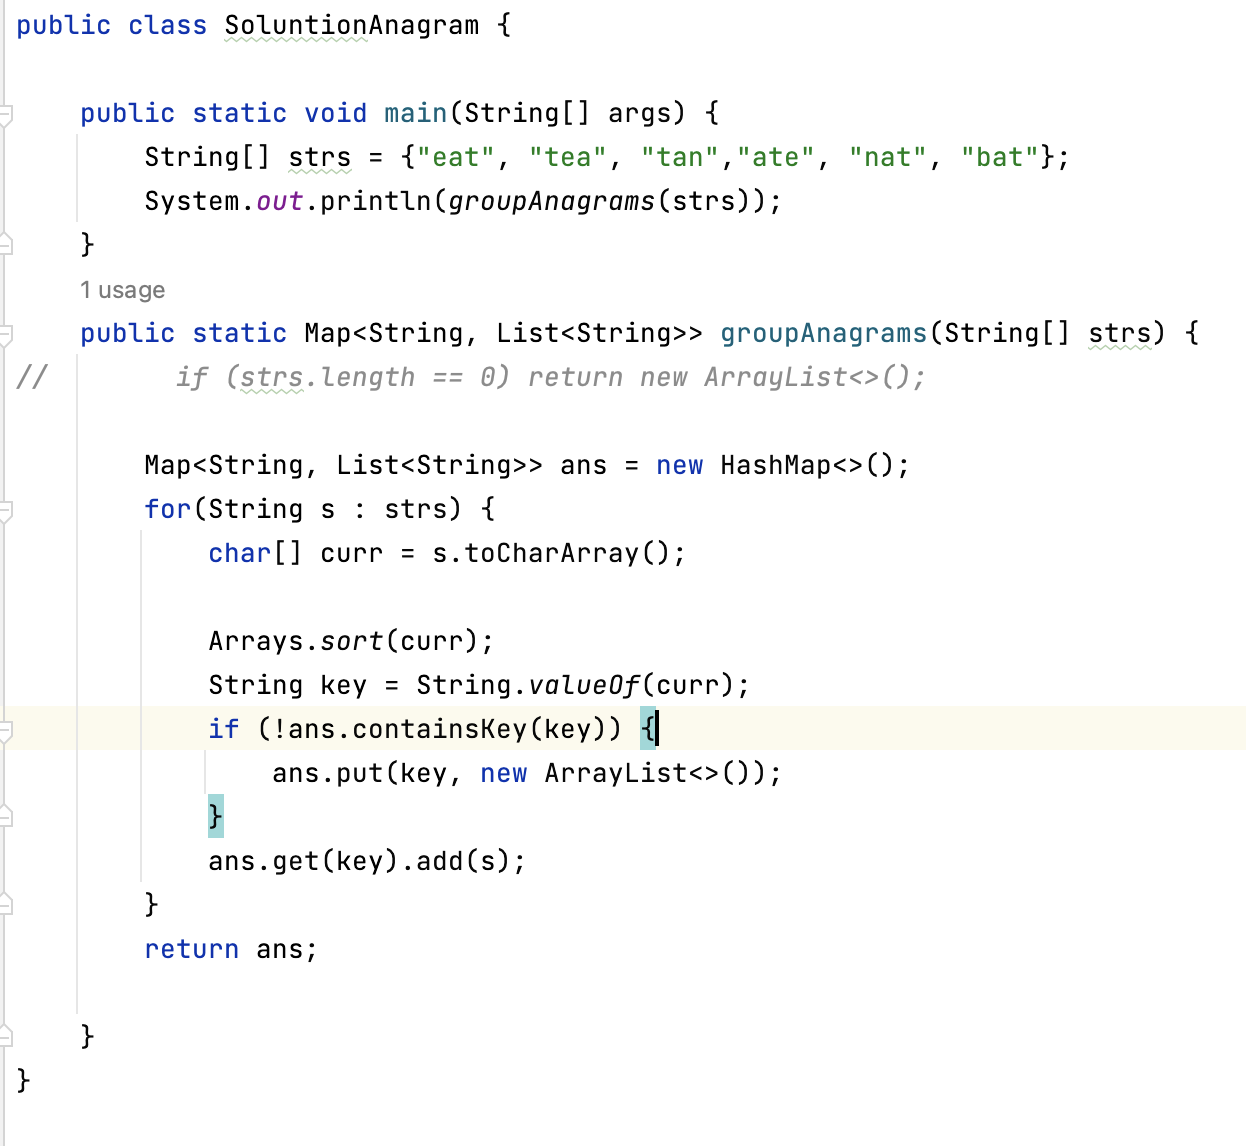 public class SoluntionAnagram {
public static void main(String[] args) {
String[] strs = {"eat", "tea", "tan","ate", "nat", "bat"};
System.out.println(groupAnagrams(strs));
}
1 usage
public static Map<String, List<String>> groupAnagrams(String[] strs) {
// if (strs.length == 0) return new ArrayList<>();
Map<String, List<String>> ans = new HashMap<>();
for(String s : strs) {
char[] curr = s.toCharArray();
Arrays.sort(curr);
String key = String.valueOf(curr);
if (!ans.containsKey(key)) {
ans.put(key, new ArrayList<>());
}
ans.get(key).add(s);
}
return ans;
}
}